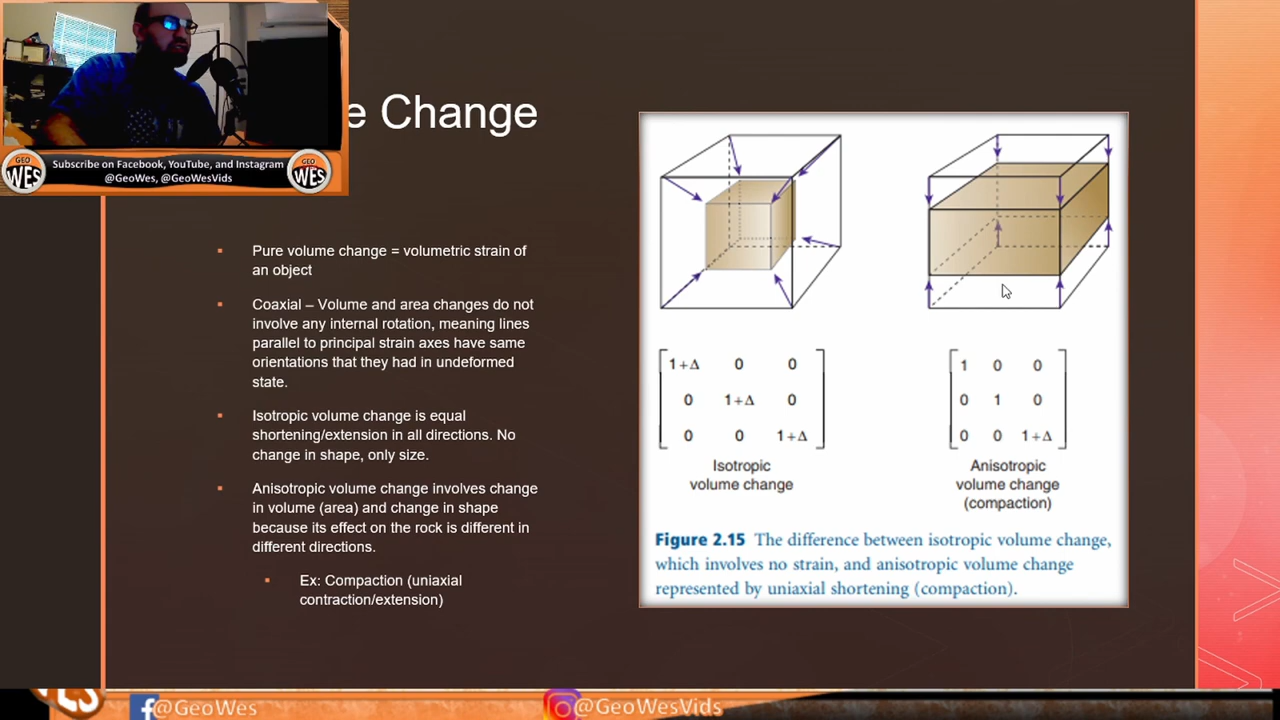 e Change
GEO
WES
Subscribe on Facebook, YouTube, and Instagram
@GeoWes, @GeoWesVids
GEO
WES
Pure volume change = volumetric strain of
an object
Coaxial – Volume and area changes do not
involve any internal rotation, meaning lines
parallel to principal strain axes have same
orientations that they had in undeformed
state.
Isotropic volume change is equal
shortening/extension in all directions. No
change in shape, only size.
Anisotropic volume change involves change
in volume (area) and change in shape
because its effect on the rock is different in
different directions.
Ex: Compaction (uniaxial
contraction/extension)
1+Δ 0 0
0 1+Δ 0
0 0 1+Δ
Isotropic
volume change
1 0 0
0 1 0
0 0 1+Δ
Anisotropic
volume change
(compaction)
Figure 2.15 The difference between isotropic volume change,
which involves no strain, and anisotropic volume change
represented by uniaxial shortening (compaction).
@GeoWes
@GeoWesVids